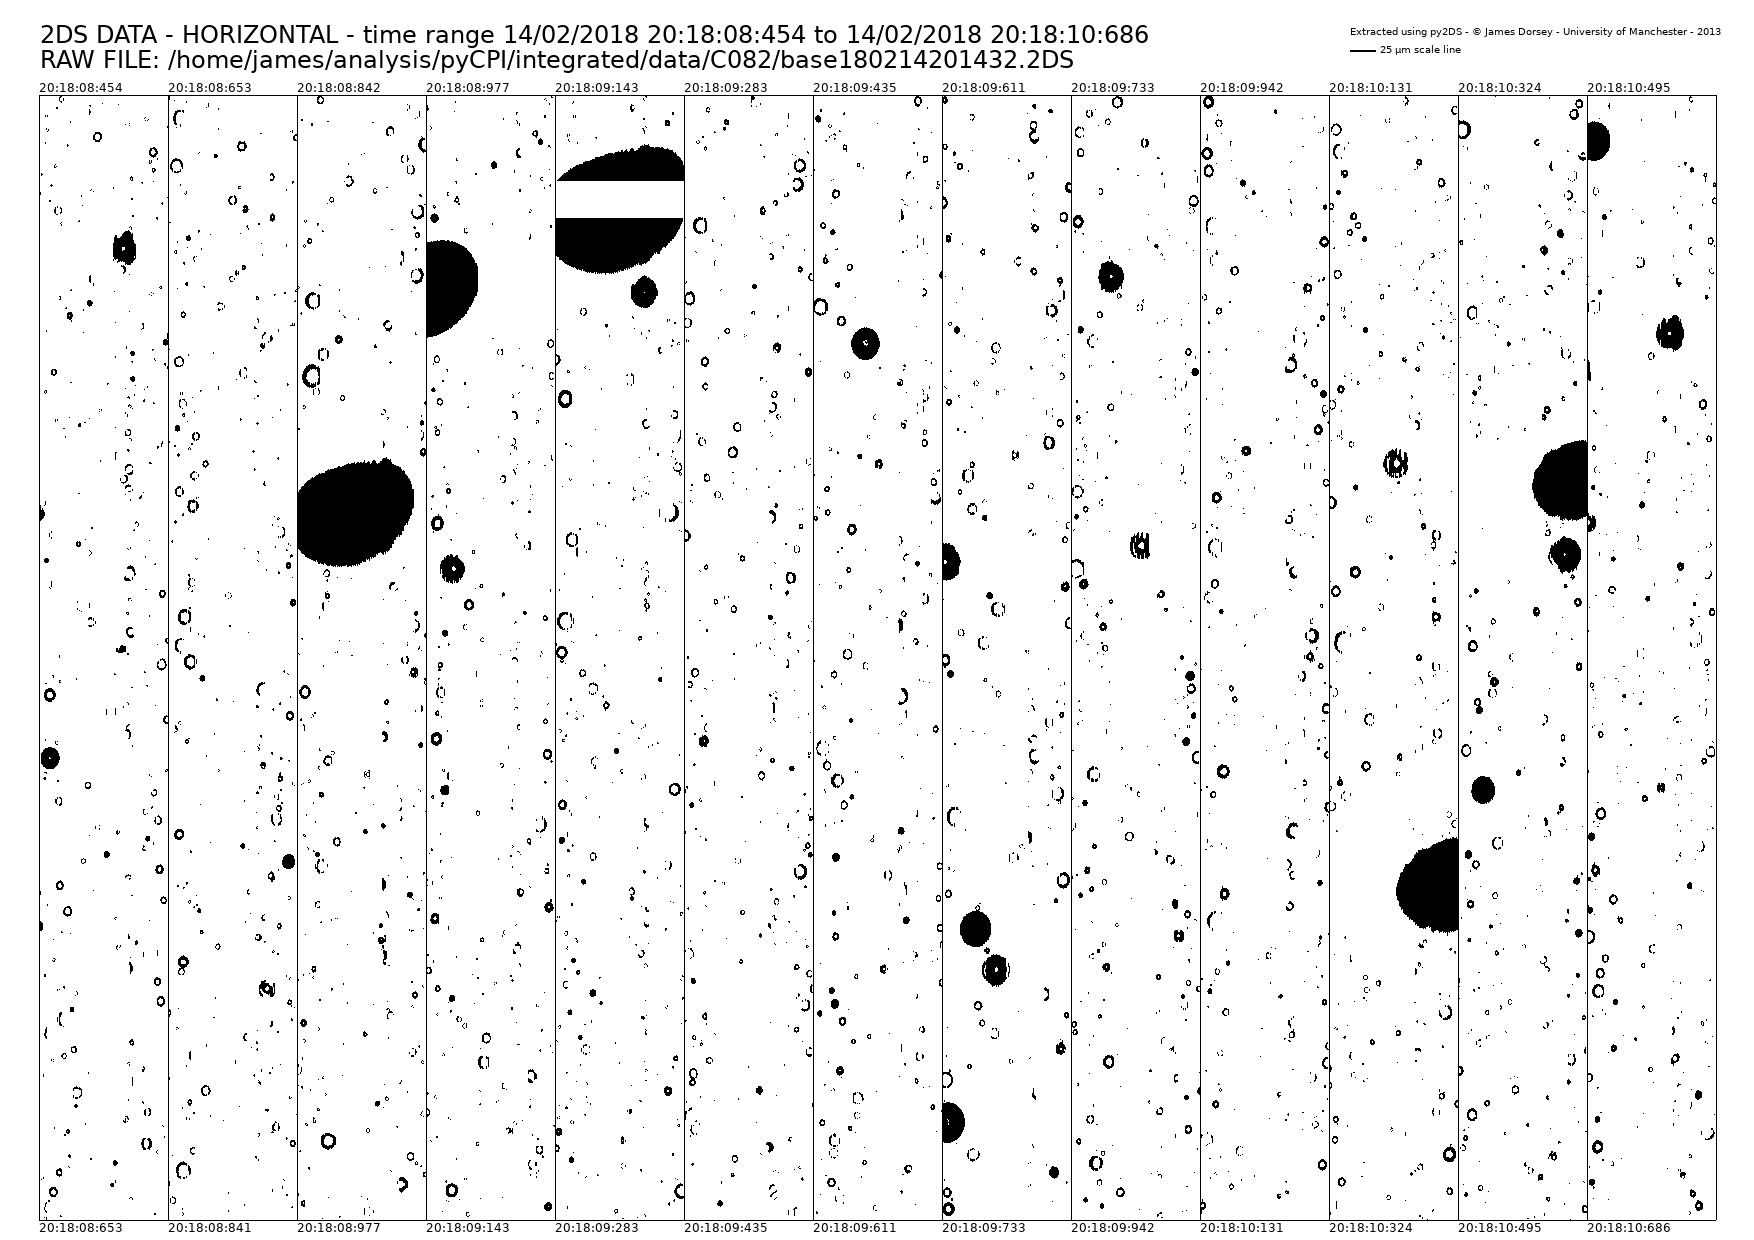 2DS DATA - HORIZONTAL - time range 14/02/2018 20:18:08:454 to 14/02/2018 20:18:10:686
RAW FILE: /home/james/analysis/pyCPI/integrated/data/C082/base180214201432.2DS
Extracted using py2DS - © James Dorsey - University of Manchester - 2013
25 µm scale line
20:18:08:454 20:18:08:653 20:18:08:842 20:18:08:977 20:18:09:143 20:18:09:283 20:18:09:435 20:18:09:611 20:18:09:733 20:18:09:942 20:18:10:131 20:18:10:324 20:18:10:495
20:18:08:653 20:18:08:841 20:18:08:977 20:18:09:143 20:18:09:283 20:18:09:435 20:18:09:611 20:18:09:733 20:18:09:942 20:18:10:131 20:18:10:324 20:18:10:495 20:18:10:686